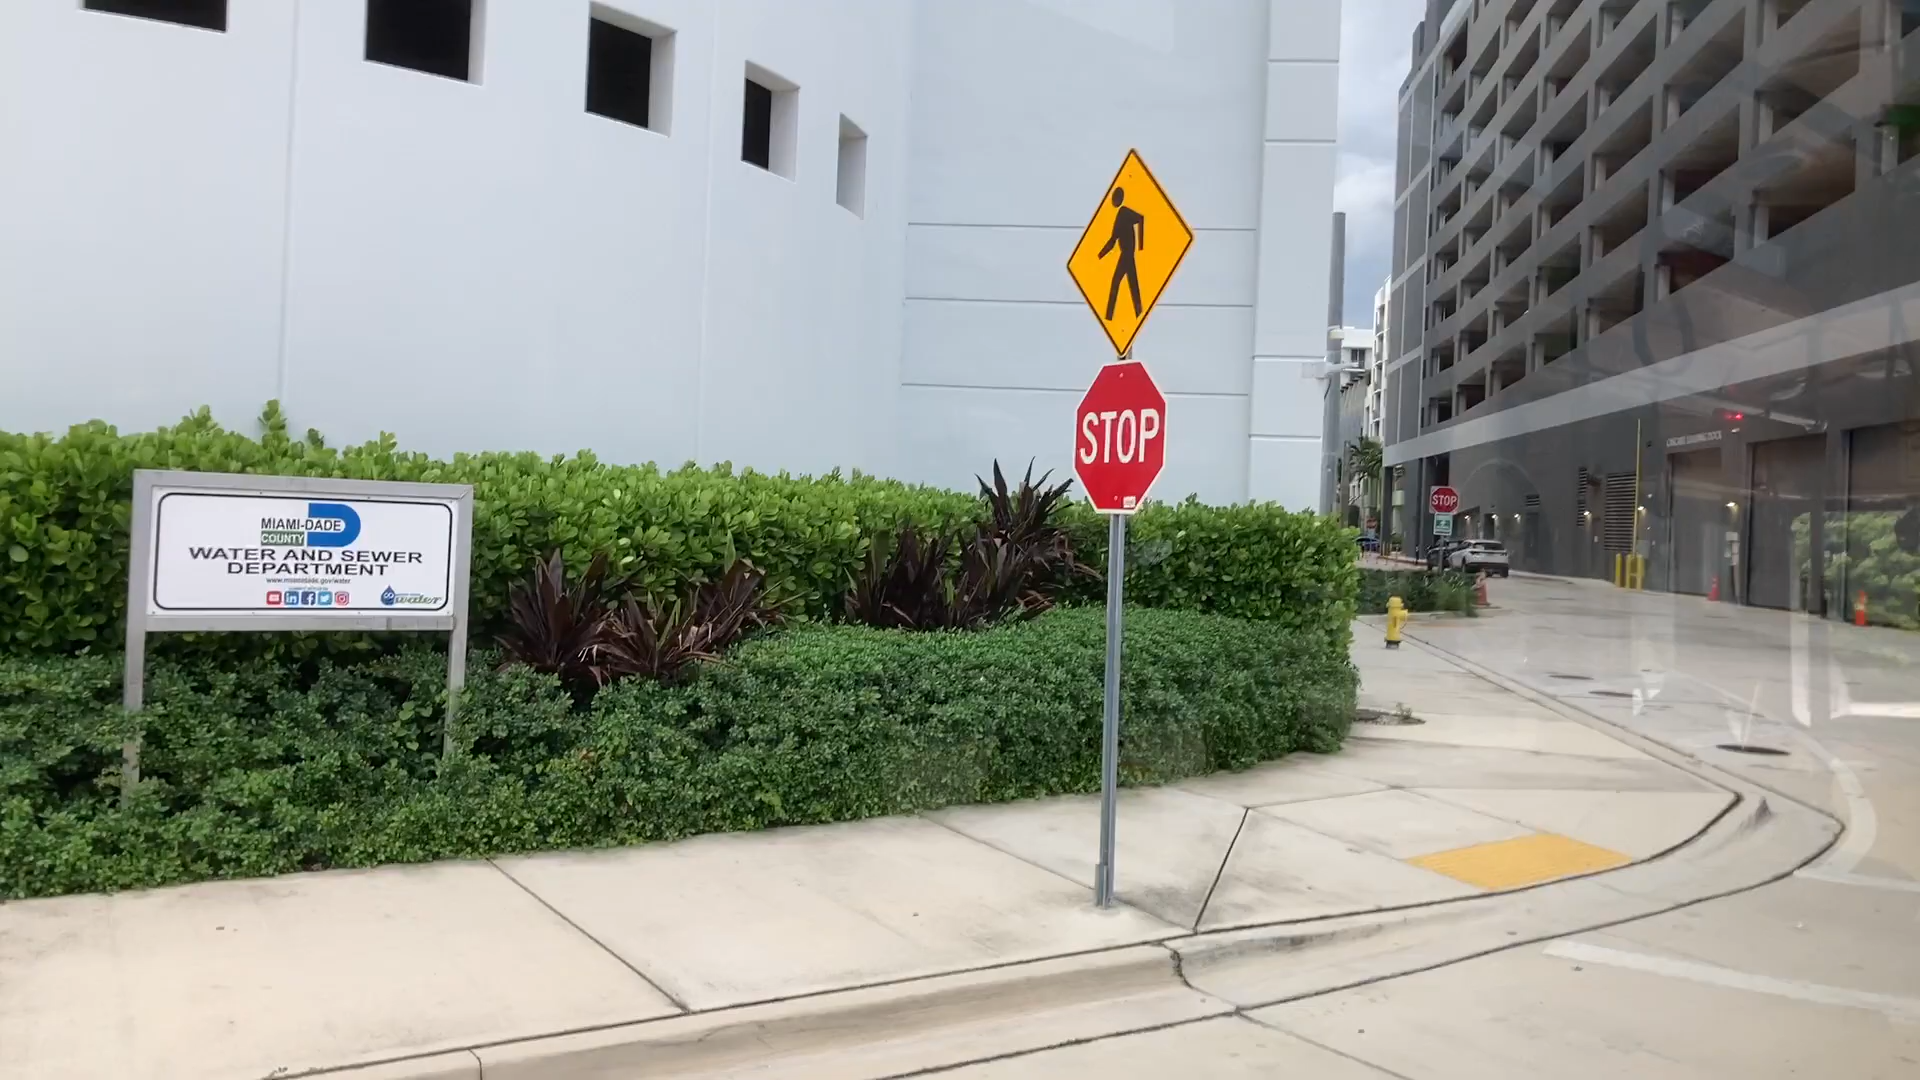 MIAMI-DADE
COUNTY
WATER AND SEWER
DEPARTMENT
www.miamidade.gov/water
STOP
STOP